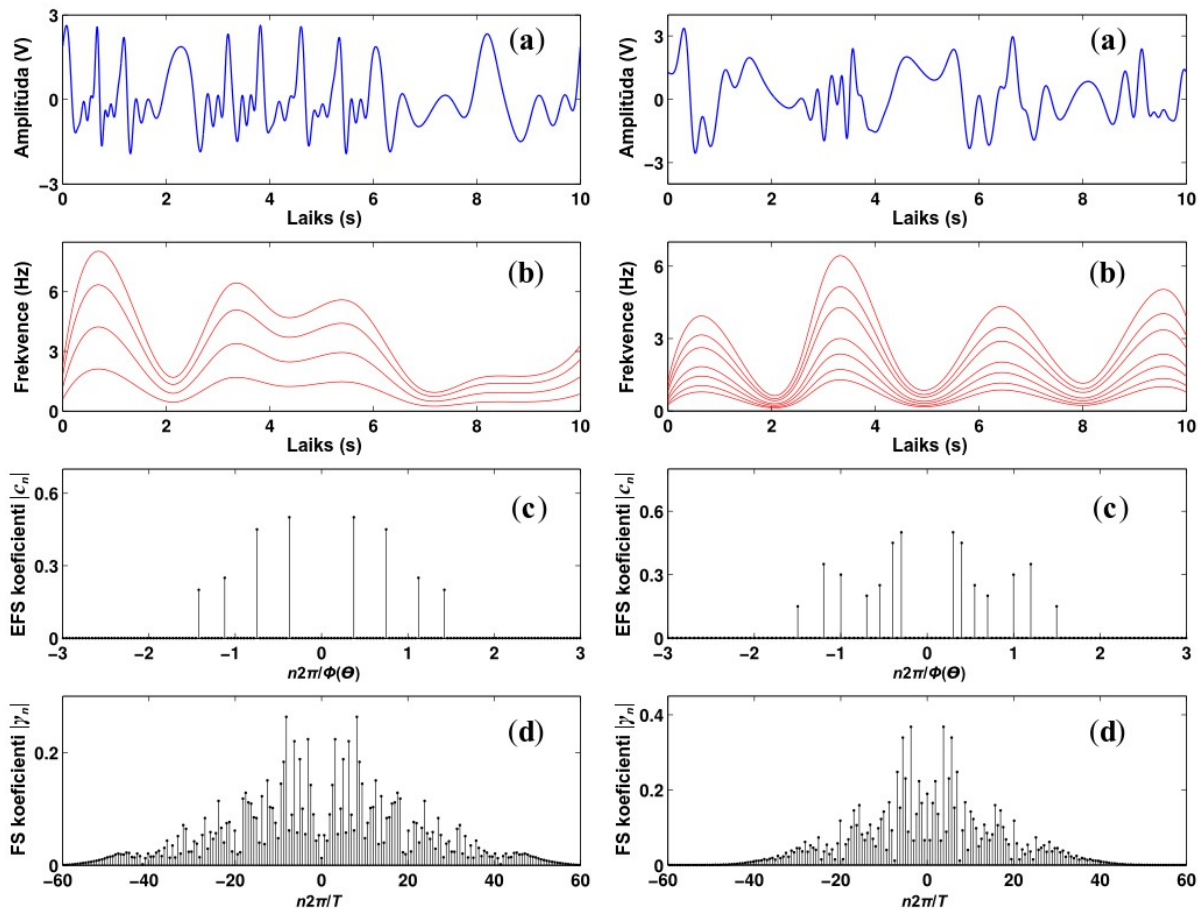 Amplitūda (V)
3
0
−3
(a)
0 2 4 6 8 10
Laiks (s)
Frekvence (Hz)
6
3
0
(b)
0 2 4 6 8 10
Laiks (s)
EFS koeficienti |cn|
0.6
0.3
0
(c)
−3 −2 −1 0 1 2 3
n2π/Φ(Θ)
FS koeficienti |γn|
0.2
0
(d)
−60 −40 −20 0 20 40 60
n2π/T
Amplitūda (V)
3
0
−3
(a)
0 2 4 6 8 10
Laiks (s)
Frekvence (Hz)
6
3
0
(b)
0 2 4 6 8 10
Laiks (s)
EFS koeficienti |cn|
0.6
0.3
0
(c)
−3 −2 −1 0 1 2 3
n2π/Φ(Θ)
FS koeficienti |γn|
0.4
0.2
0
(d)
−60 −40 −20 0 20 40 60
n2π/T